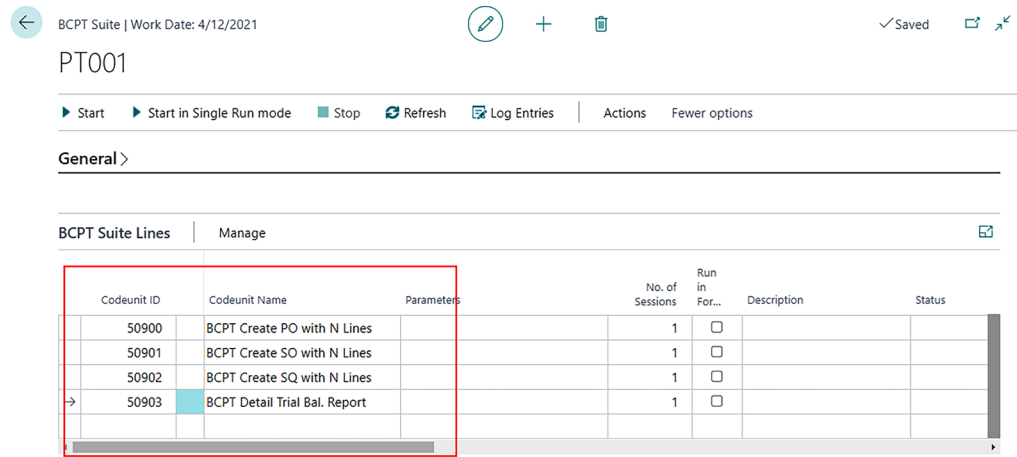 BCPT Suite | Work Date: 4/12/2021
Saved
PT001
Start
Start in Single Run mode
Stop
Refresh
Log Entries
Actions
Fewer options
General
BCPT Suite Lines
Manage
Codeunit ID
Codeunit Name
Parameters
No. of
Sessions
Run
in
For...
Description
Status
50900 BCPT Create PO with N Lines 1
50901 BCPT Create SO with N Lines 1
50902 BCPT Create SQ with N Lines 1
50903 BCPT Detail Trial Bal. Report 1